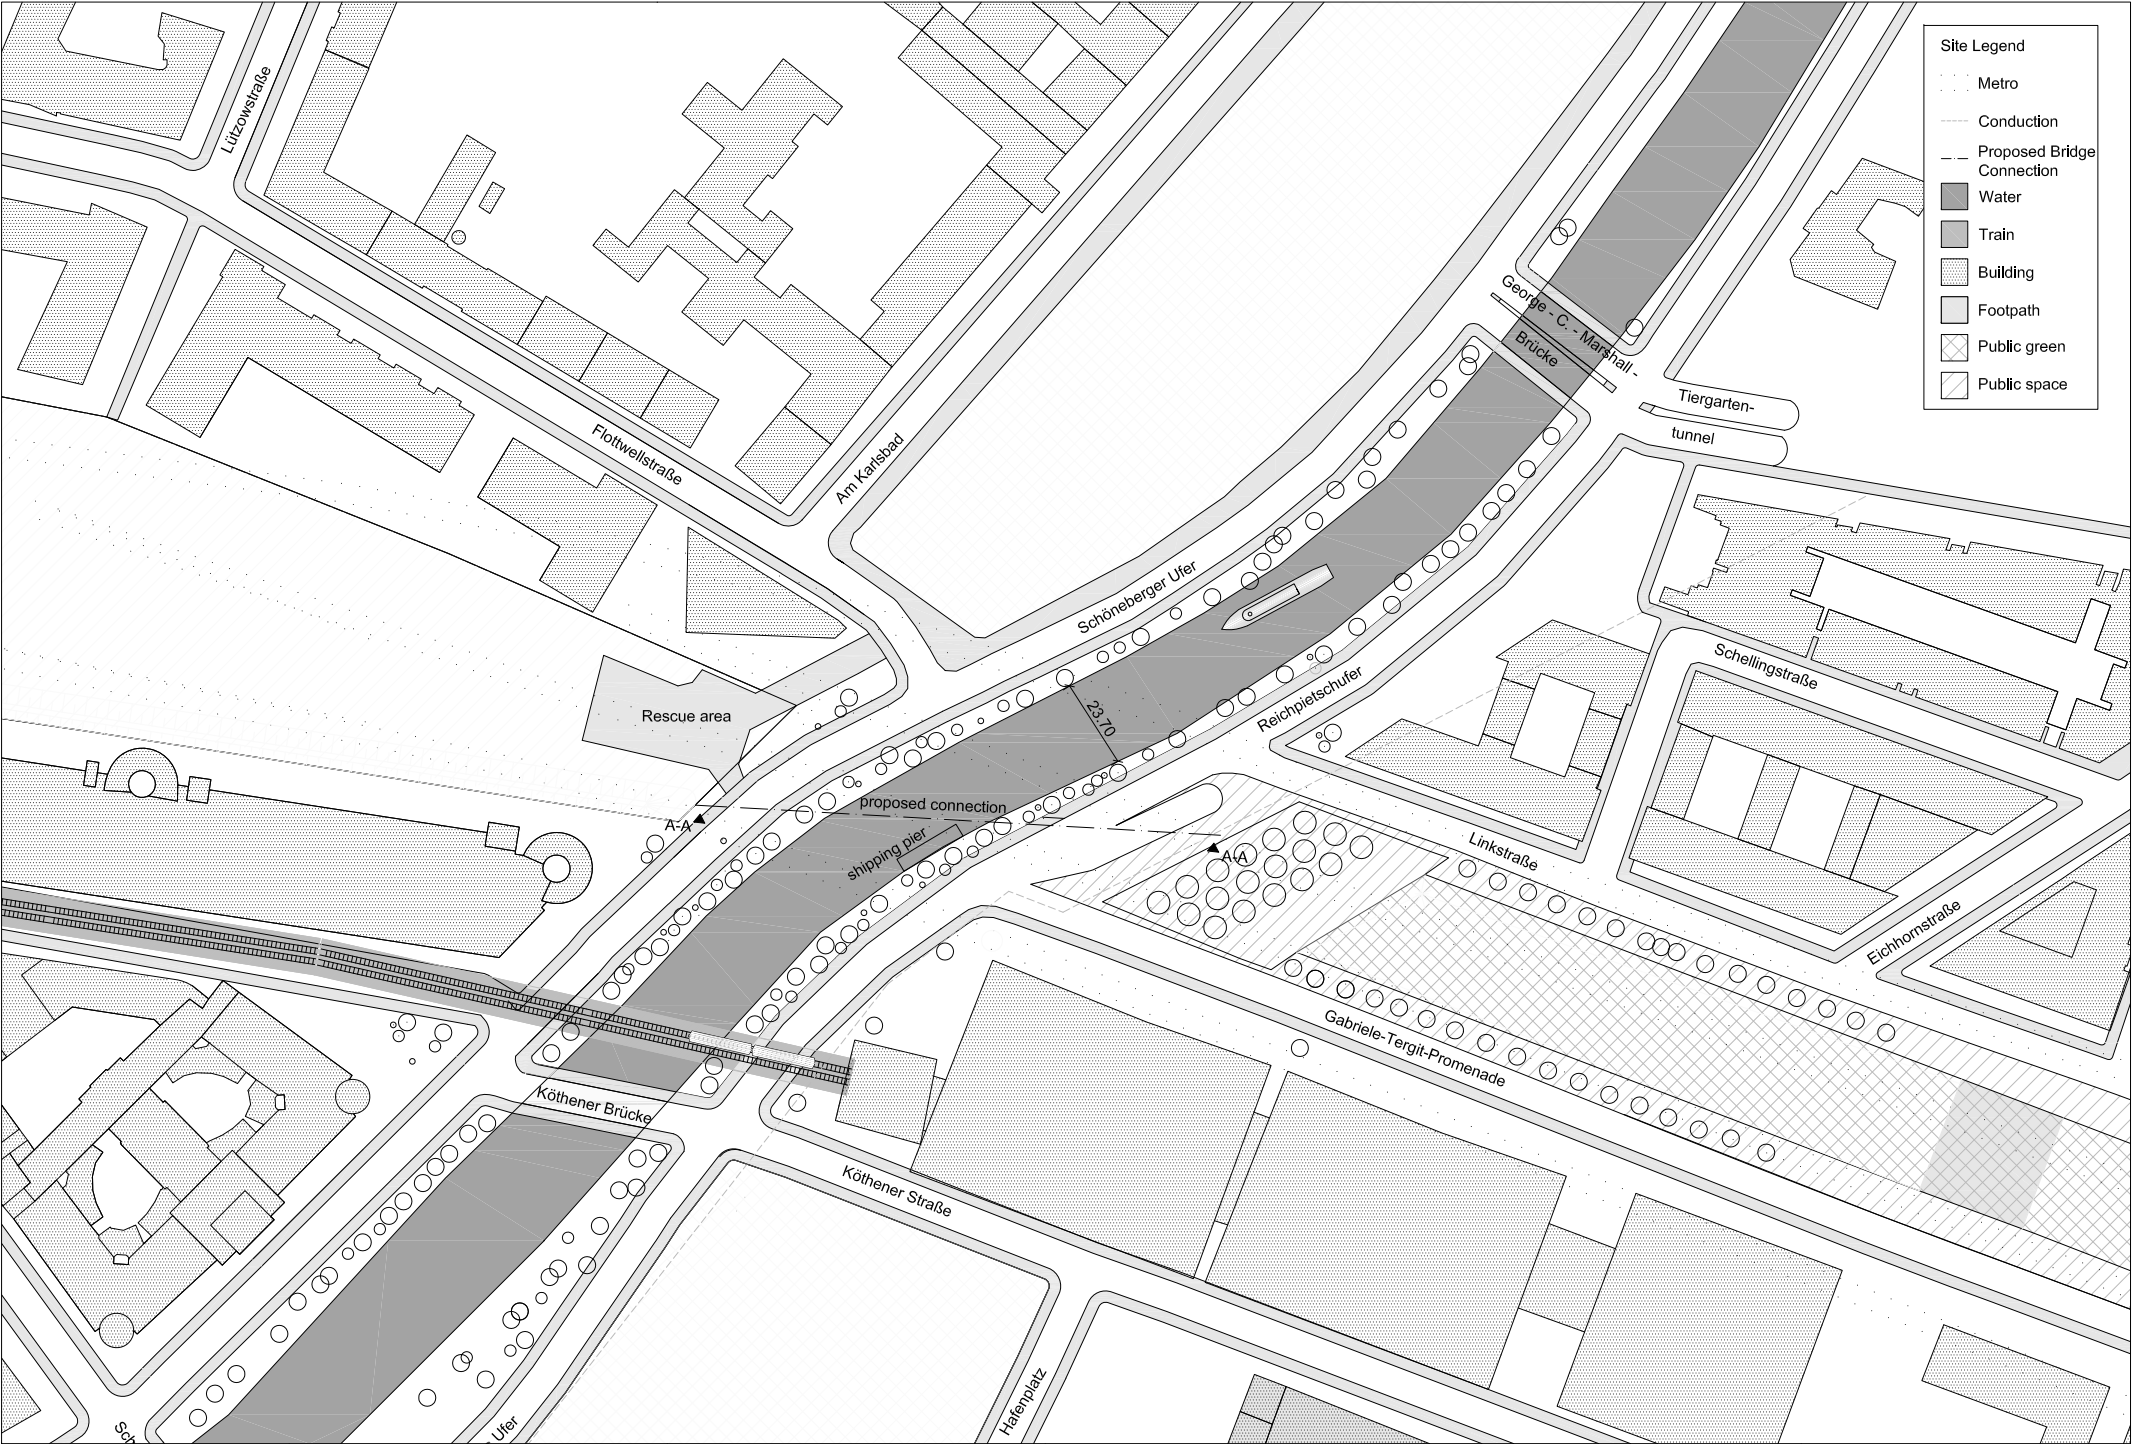 Site Legend
Metro
Conduction
Proposed Bridge
Connection
Water
Train
Building
Footpath
Public green
Public space
Lützowstraße
George - C. - Marshall -
Brücke
Tiergarten-
tunnel
Flottwellstraße
Am Karlsbad
Schöneberger Ufer
Schellingstraße
Reichpietschufer
Rescue area
23.70
proposed connection
A-A
A-A
shipping pier
Linkstraße
Eichhornstraße
Gabriele-Tergit-Promenade
Köthener Brücke
Köthener Straße
Hafenplatz
Sch
- Ufer